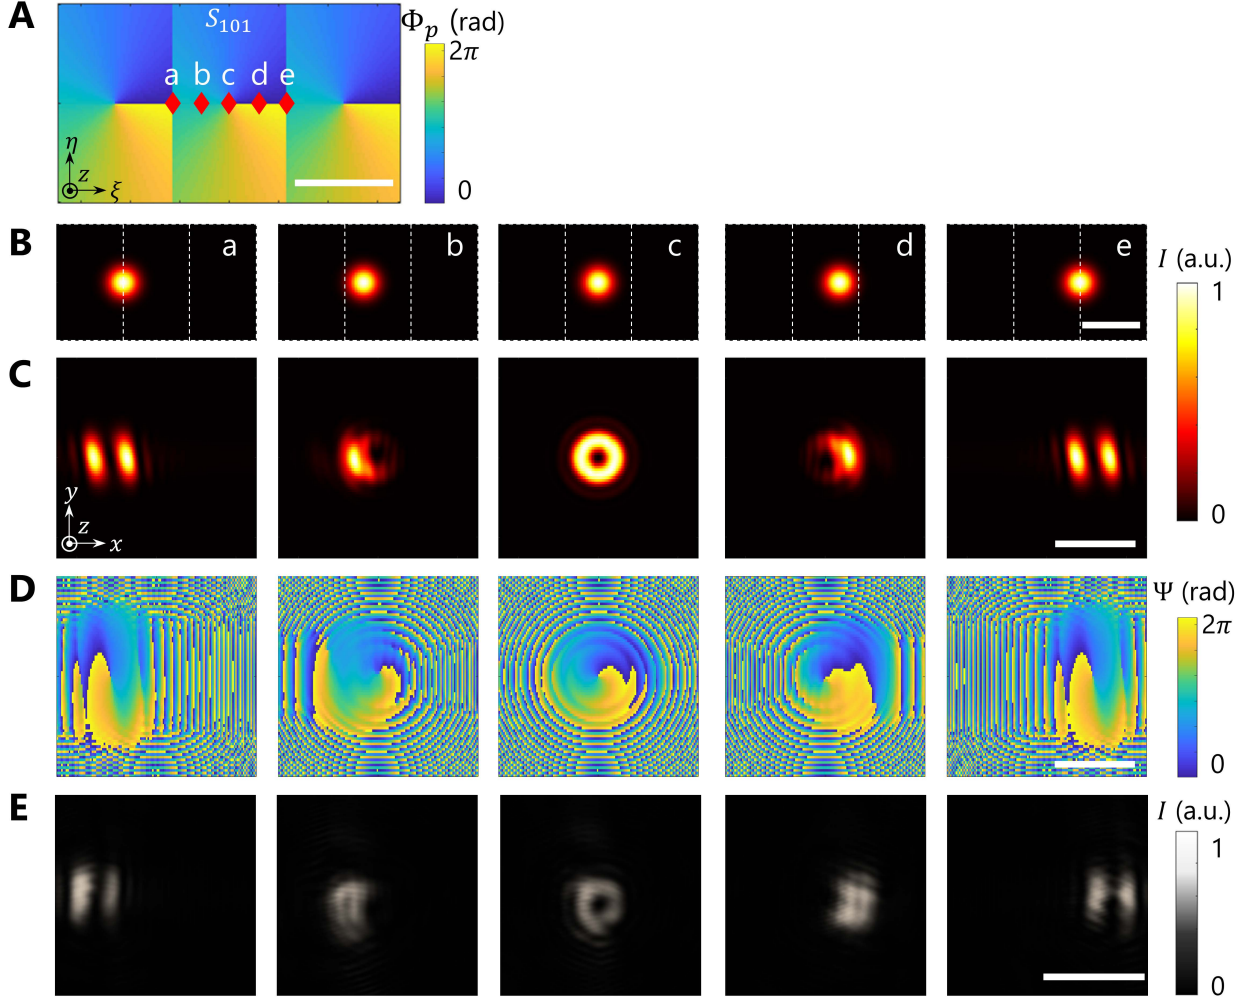 A
S₁₀₁
Φₚ (rad)
2π
0
a b c d e
η
z
ξ
B
a b c d e
I (a.u.)
1
0
C
y
z
x
D
Ψ (rad)
2π
0
E
I (a.u.)
1
0